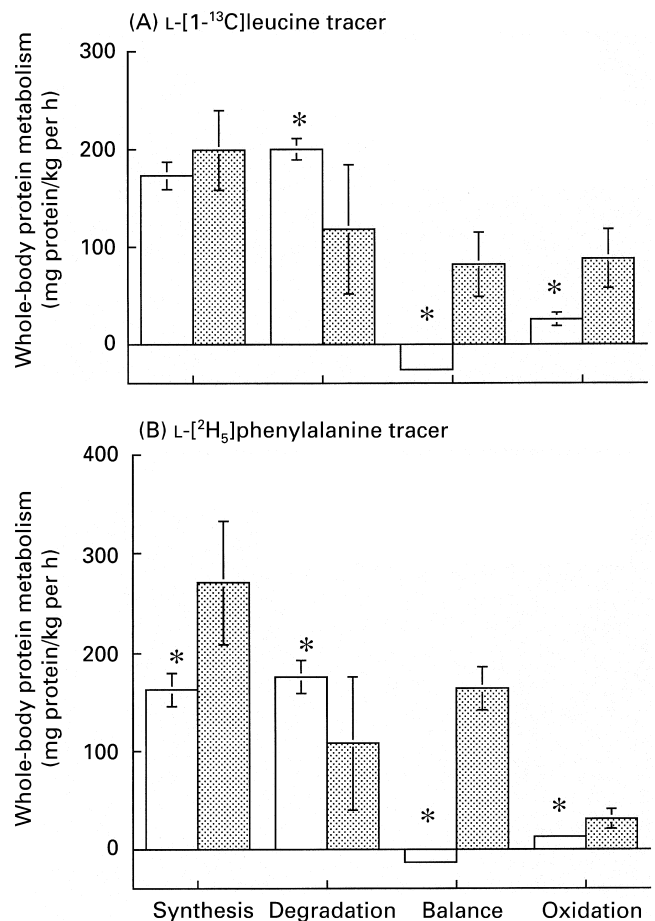 (A) L-[1-¹³C]leucine tracer
Whole-body protein metabolism
(mg protein/kg per h)
300
200
100
0
*
*
*
(B) L-[²H₅]phenylalanine tracer
Whole-body protein metabolism
(mg protein/kg per h)
400
300
200
100
0
*
*
*
*
Synthesis Degradation Balance Oxidation